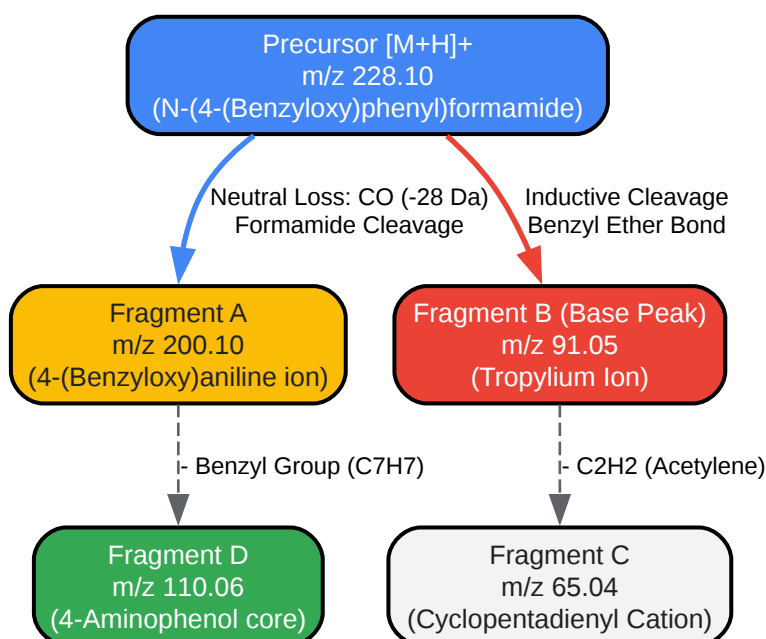 Precursor [M+H]+
m/z 228.10
(N-(4-(Benzyloxy)phenyl)formamide)
Neutral Loss: CO (-28 Da)
Formamide Cleavage
Inductive Cleavage
Benzyl Ether Bond
Fragment A
m/z 200.10
(4-(Benzyloxy)aniline ion)
Fragment B (Base Peak)
m/z 91.05
(Tropylium Ion)
- Benzyl Group (C7H7)
- C2H2 (Acetylene)
Fragment D
m/z 110.06
(4-Aminophenol core)
Fragment C
m/z 65.04
(Cyclopentadienyl Cation)